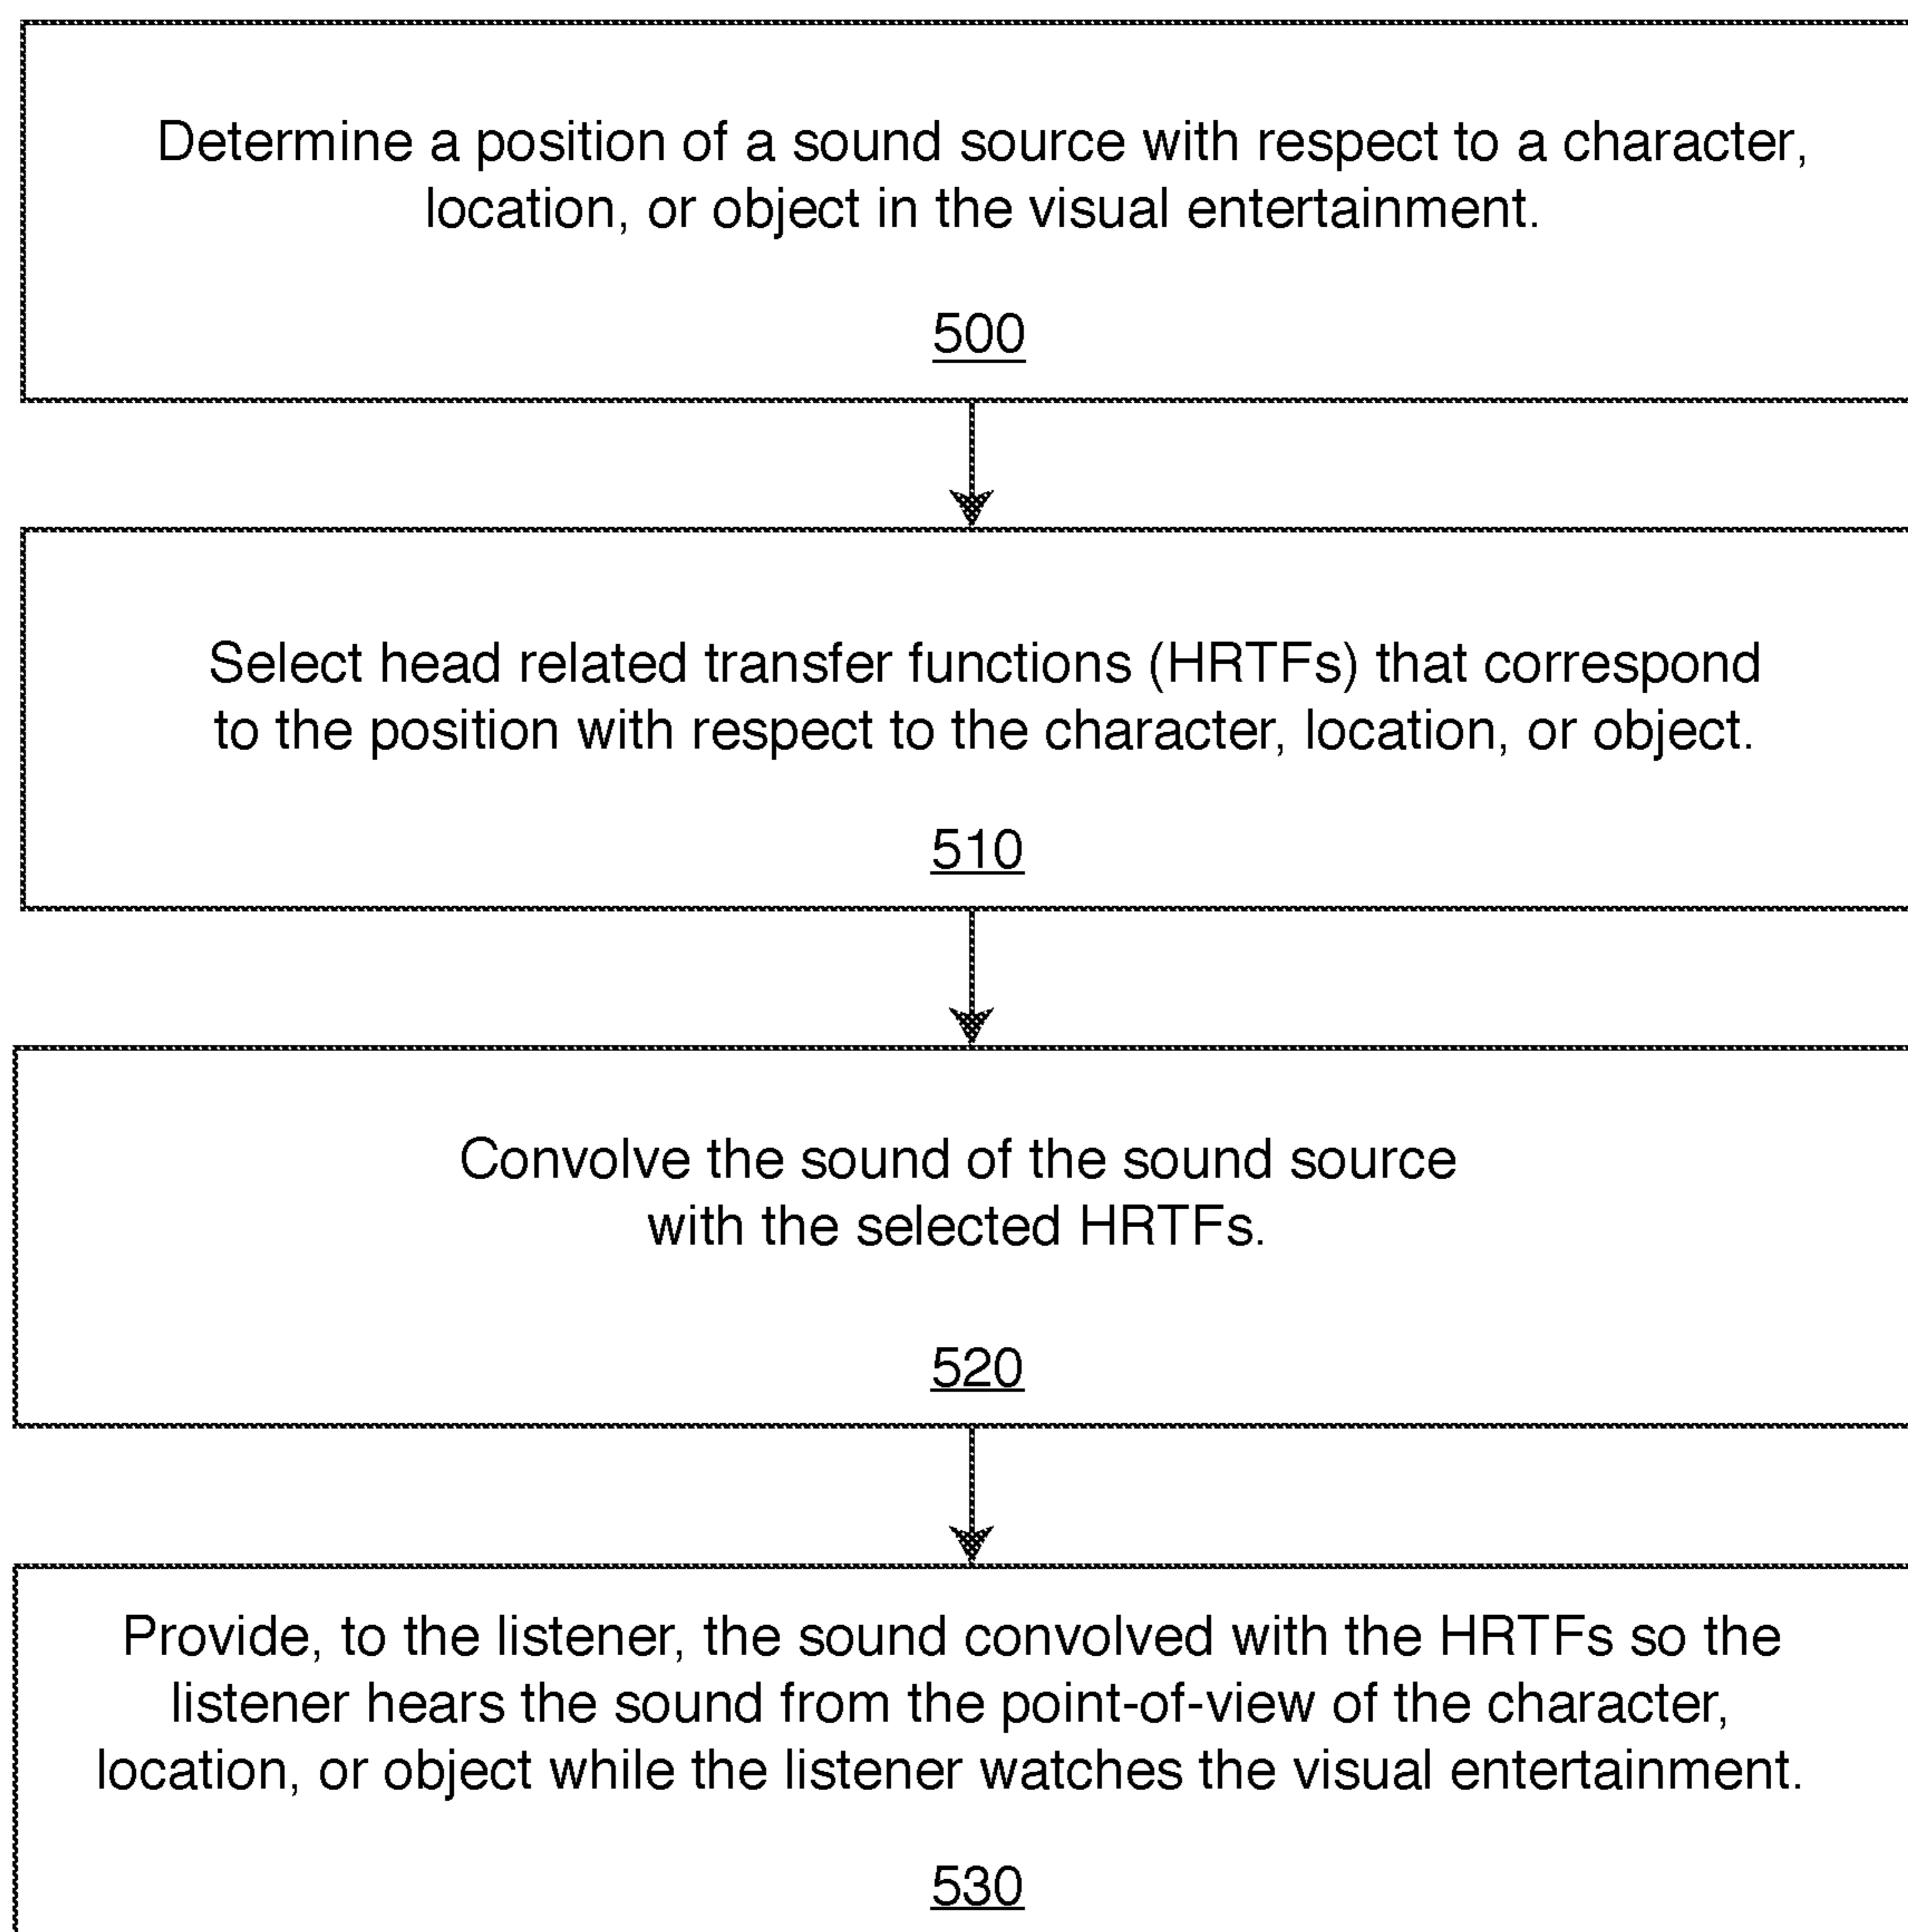 Determine a position of a sound source with respect to a character,
location, or object in the visual entertainment.
500
Select head related transfer functions (HRTFs) that correspond
to the position with respect to the character, location, or object.
510
Convolve the sound of the sound source
with the selected HRTFs.
520
Provide, to the listener, the sound convolved with the HRTFs so the
listener hears the sound from the point-of-view of the character,
location, or object while the listener watches the visual entertainment.
530